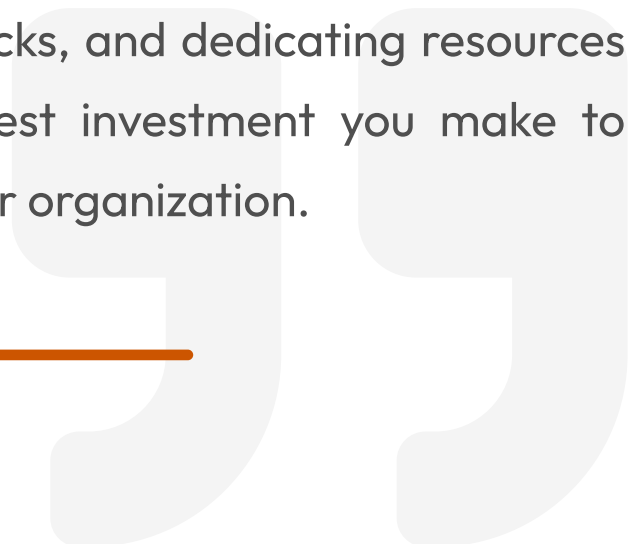 cks, and dedicating resources
est investment you make to
r organization.